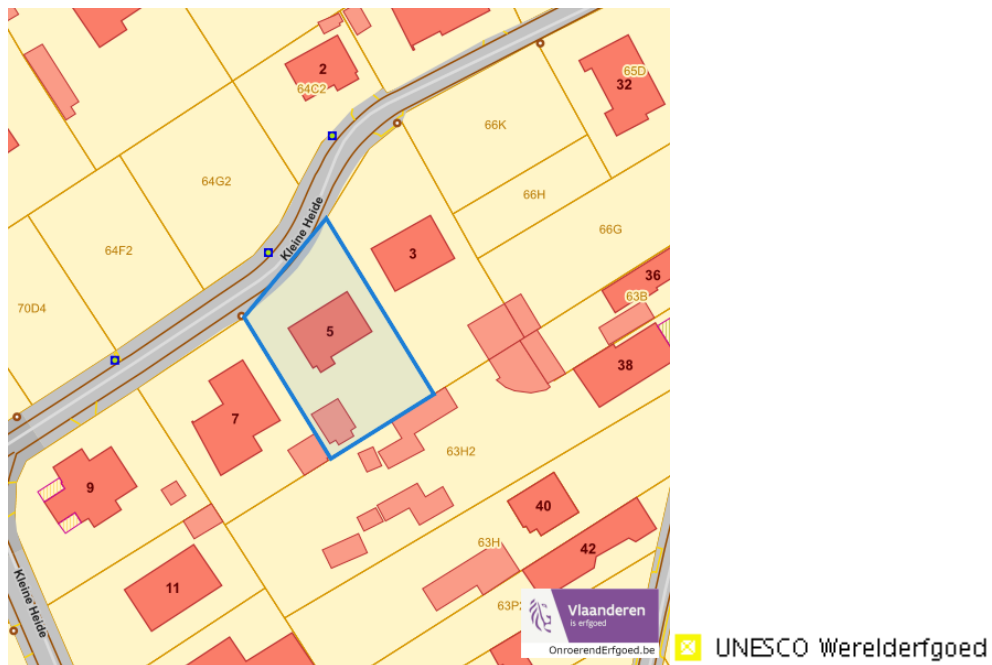 2
64C2
65D
32
66K
64G2
66H
Kleine Heide
66G
64F2
3
36
63B
70D4
5
38
7
63H2
9
40
63H
42
11
Kleine Heide
Vlaanderen
is erfgoed
OnroerendErfgoed.be
UNESCO Werelderfgoed